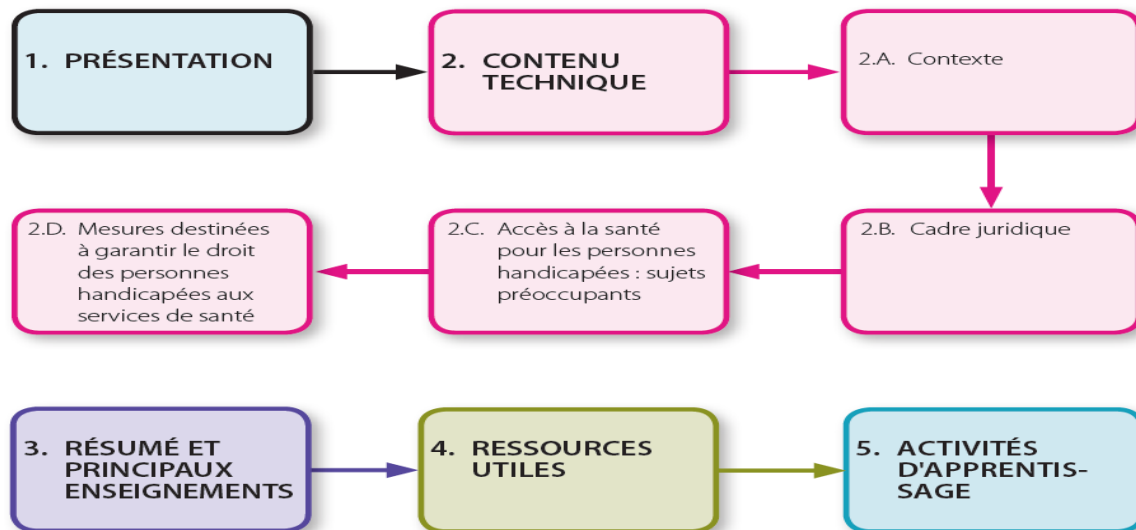 1. PRÉSENTATION
2. CONTENU
TECHNIQUE
2.A. Contexte
2.B. Cadre juridique
2.C. Accès à la santé
pour les personnes
handicapées : sujets
préoccupants
2.D. Mesures destinées
à garantir le droit
des personnes
handicapées aux
services de santé
3. RÉSUMÉ ET
PRINCIPAUX
ENSEIGNEMENTS
4. RESSOURCES
UTILES
5. ACTIVITÉS
D'APPRENTIS-
SAGE